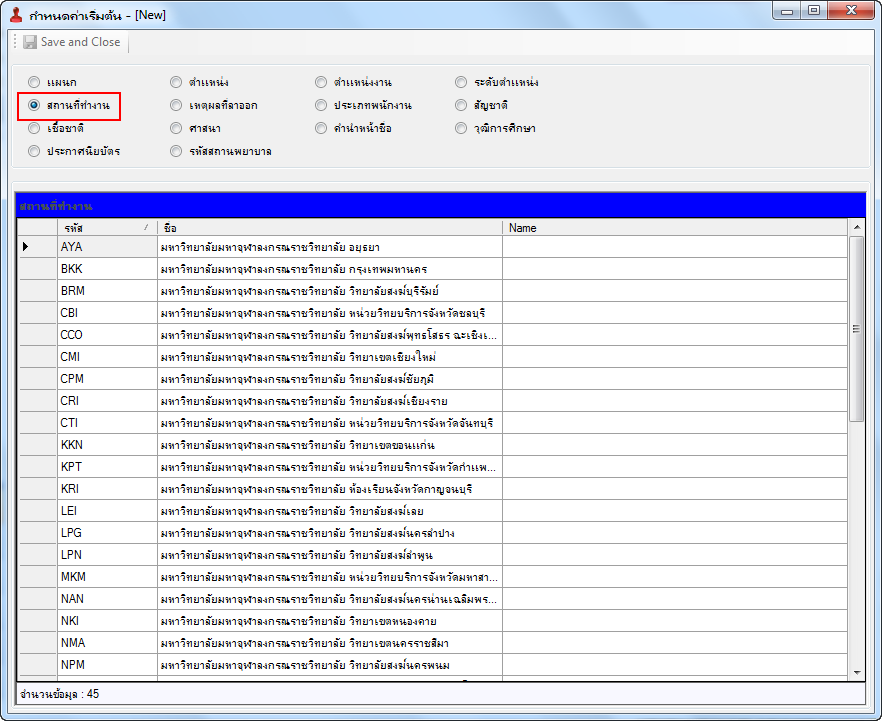 กำหนดค่าเริ่มต้น - [New]
Save and Close
แผนก ตำแหน่ง ตำแหน่งงาน ระดับตำแหน่ง
สถานที่ทำงาน เหตุผลที่ลาออก ประเภทพนักงาน สัญชาติ
เชื้อชาติ ศาสนา คำนำหน้าชื่อ วุฒิการศึกษา
ประกาศนียบัตร รหัสสถานพยาบาล
สถานที่ทำงาน
รหัส ชื่อ Name
AYA มหาวิทยาลัยมหาจุฬาลงกรณราชวิทยาลัย อยุธยา
BKK มหาวิทยาลัยมหาจุฬาลงกรณราชวิทยาลัย กรุงเทพมหานคร
BRM มหาวิทยาลัยมหาจุฬาลงกรณราชวิทยาลัย วิทยาลัยสงฆ์บุรีรัมย์
CBI มหาวิทยาลัยมหาจุฬาลงกรณราชวิทยาลัย หน่วยวิทยบริการจังหวัดชลบุรี
CCO มหาวิทยาลัยมหาจุฬาลงกรณราชวิทยาลัย วิทยาลัยสงฆ์พุทธโสธร ฉะเชิงเ...
CMI มหาวิทยาลัยมหาจุฬาลงกรณราชวิทยาลัย วิทยาเขตเชียงใหม่
CPM มหาวิทยาลัยมหาจุฬาลงกรณราชวิทยาลัย วิทยาลัยสงฆ์ชัยภูมิ
CRI มหาวิทยาลัยมหาจุฬาลงกรณราชวิทยาลัย วิทยาลัยสงฆ์เชียงราย
CTI มหาวิทยาลัยมหาจุฬาลงกรณราชวิทยาลัย หน่วยวิทยบริการจังหวัดจันทบุรี
KKN มหาวิทยาลัยมหาจุฬาลงกรณราชวิทยาลัย วิทยาเขตขอนแก่น
KPT มหาวิทยาลัยมหาจุฬาลงกรณราชวิทยาลัย หน่วยวิทยบริการจังหวัดกำแพ...
KRI มหาวิทยาลัยมหาจุฬาลงกรณราชวิทยาลัย ห้องเรียนจังหวัดกาญจนบุรี
LEI มหาวิทยาลัยมหาจุฬาลงกรณราชวิทยาลัย วิทยาลัยสงฆ์เลย
LPG มหาวิทยาลัยมหาจุฬาลงกรณราชวิทยาลัย วิทยาลัยสงฆ์นครลำปาง
LPN มหาวิทยาลัยมหาจุฬาลงกรณราชวิทยาลัย วิทยาลัยสงฆ์ลำพูน
MKM มหาวิทยาลัยมหาจุฬาลงกรณราชวิทยาลัย หน่วยวิทยบริการจังหวัดมหาสา...
NAN มหาวิทยาลัยมหาจุฬาลงกรณราชวิทยาลัย วิทยาลัยสงฆ์นครน่านเฉลิมพร...
NKI มหาวิทยาลัยมหาจุฬาลงกรณราชวิทยาลัย วิทยาเขตหนองคาย
NMA มหาวิทยาลัยมหาจุฬาลงกรณราชวิทยาลัย วิทยาเขตนครราชสีมา
NPM มหาวิทยาลัยมหาจุฬาลงกรณราชวิทยาลัย วิทยาลัยสงฆ์นครพนม
จำนวนข้อมูล : 45